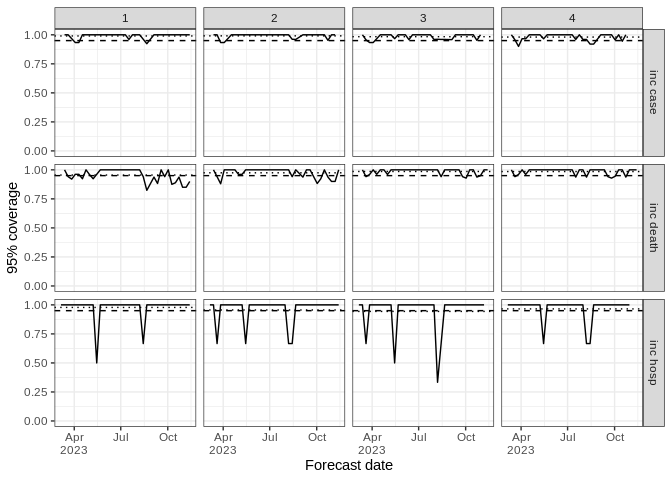 1 2 3 4
1.00
0.75
0.50
0.25
0.00
inc case
1.00
0.75
0.50
0.25
0.00
inc death
1.00
0.75
0.50
0.25
0.00
inc hosp
95% coverage
Apr Jul Oct Apr Jul Oct Apr Jul Oct Apr Jul Oct
2023 2023 2023 2023
Forecast date